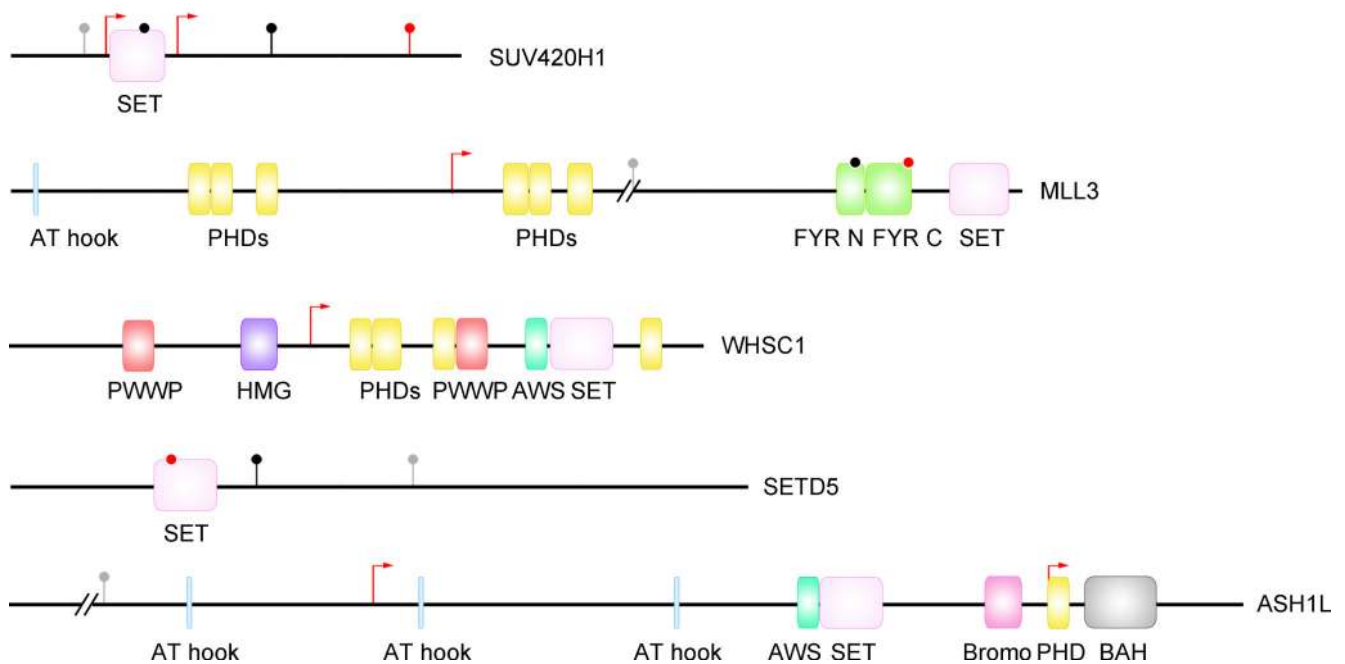 SUV420H1
SET
MLL3
AT hook PHDs PHDs FYR N FYR C SET
WHSC1
PWWP HMG PHDs PWWP AWS SET
SETD5
SET
ASH1L
AT hook AT hook AT hook AWS SET Bromo PHD BAH